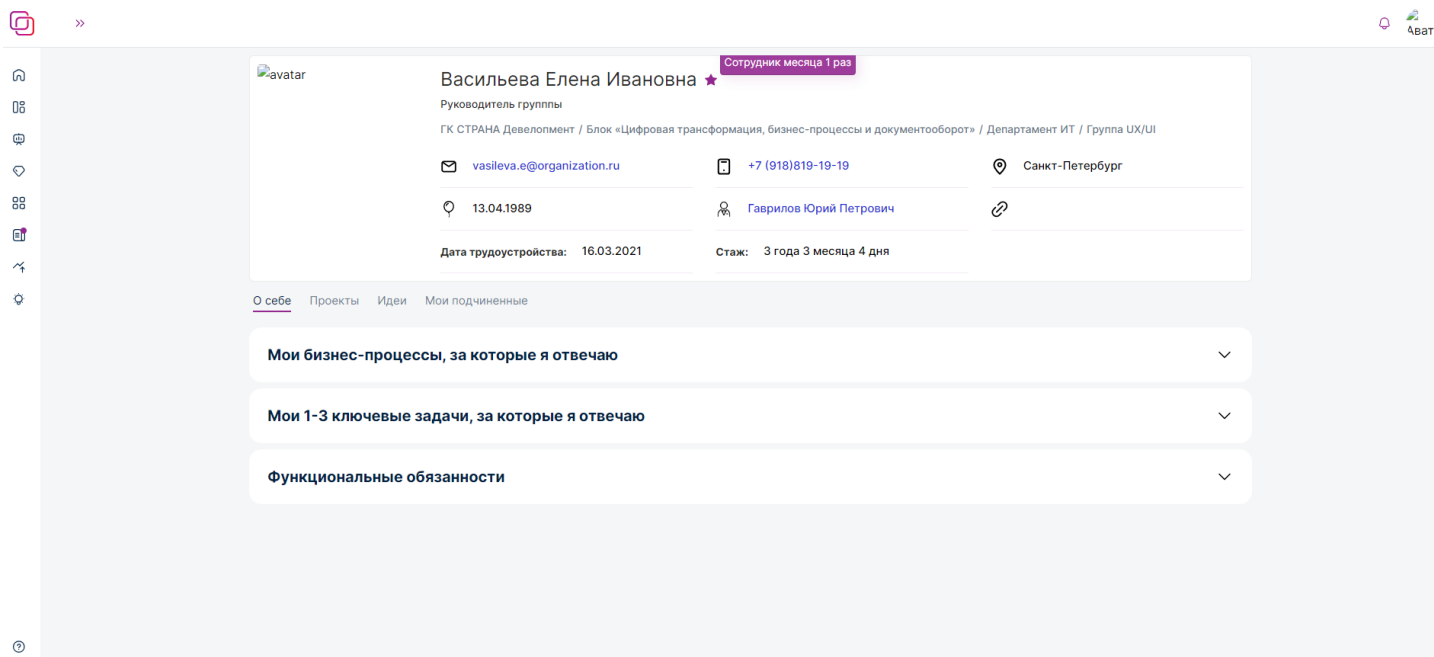 Ават
avatar
Васильева Елена Ивановна
Сотрудник месяца 1 раз
Руководитель групппы
ГК СТРАНА Девелопмент / Блок «Цифровая трансформация, бизнес-процессы и документооборот» / Департамент ИТ / Группа UX/UI
vasileva.e@organization.ru
+7 (918)819-19-19
Санкт-Петербург
13.04.1989
Гаврилов Юрий Петрович
Дата трудоустройства: 16.03.2021
Стаж: 3 года 3 месяца 4 дня
О себе
Проекты
Идеи
Мои подчиненные
Мои бизнес-процессы, за которые я отвечаю
Мои 1-3 ключевые задачи, за которые я отвечаю
Функциональные обязанности